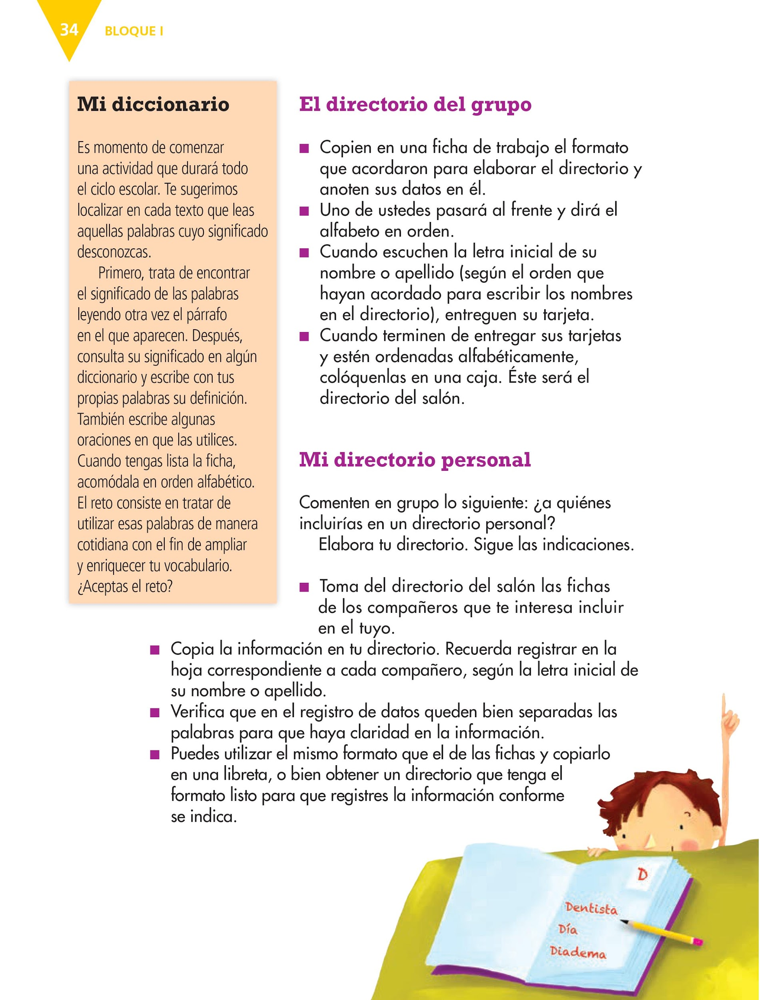 34
BLOQUE I
Mi diccionario
Es momento de comenzar
una actividad que durará todo
el ciclo escolar. Te sugerimos
localizar en cada texto que leas
aquellas palabras cuyo significado
desconozcas.
Primero, trata de encontrar
el significado de las palabras
leyendo otra vez el párrafo
en el que aparecen. Después,
consulta su significado en algún
diccionario y escribe con tus
propias palabras su definición.
También escribe algunas
oraciones en que las utilices.
Cuando tengas lista la ficha,
acomódala en orden alfabético.
El reto consiste en tratar de
utilizar esas palabras de manera
cotidiana con el fin de ampliar
y enriquecer tu vocabulario.
¿Aceptas el reto?
El directorio del grupo
■ Copien en una ficha de trabajo el formato
que acordaron para elaborar el directorio y
anoten sus datos en él.
■ Uno de ustedes pasará al frente y dirá el
alfabeto en orden.
■ Cuando escuchen la letra inicial de su
nombre o apellido (según el orden que
hayan acordado para escribir los nombres
en el directorio), entreguen su tarjeta.
■ Cuando terminen de entregar sus tarjetas
y estén ordenadas alfabéticamente,
colóquenlas en una caja. Éste será el
directorio del salón.
Mi directorio personal
Comenten en grupo lo siguiente: ¿a quiénes
incluirías en un directorio personal?
Elabora tu directorio. Sigue las indicaciones.
■ Toma del directorio del salón las fichas
de los compañeros que te interesa incluir
en el tuyo.
■ Copia la información en tu directorio. Recuerda registrar en la
hoja correspondiente a cada compañero, según la letra inicial de
su nombre o apellido.
■ Verifica que en el registro de datos queden bien separadas las
palabras para que haya claridad en la información.
■ Puedes utilizar el mismo formato que el de las fichas y copiarlo
en una libreta, o bien obtener un directorio que tenga el
formato listo para que registres la información conforme
se indica.
D
Dentista
Día
Diadema